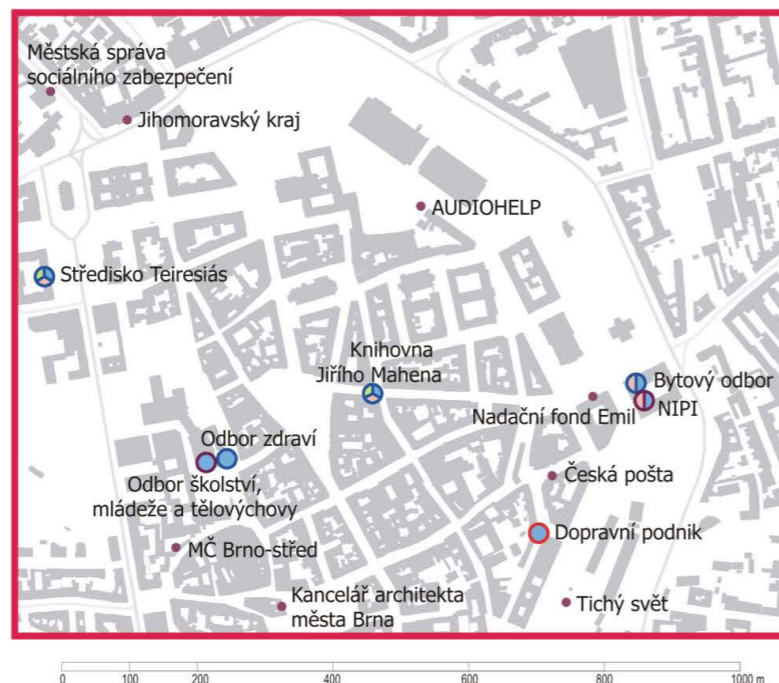 Městská správa
sociálního zabezpečení
Jihomoravský kraj
AUDIOHELP
Středisko Teiresiás
Knihovna
Jiřího Mahena
Bytový odbor
NIPI
Nadační fond Emil
Odbor zdraví
Odbor školství,
mládeže a tělovýchovy
Česká pošta
Dopravní podnik
MČ Brno-střed
Kancelář architekta
města Brna
Tichý svět
0 100 200 400 600 800 1000 m